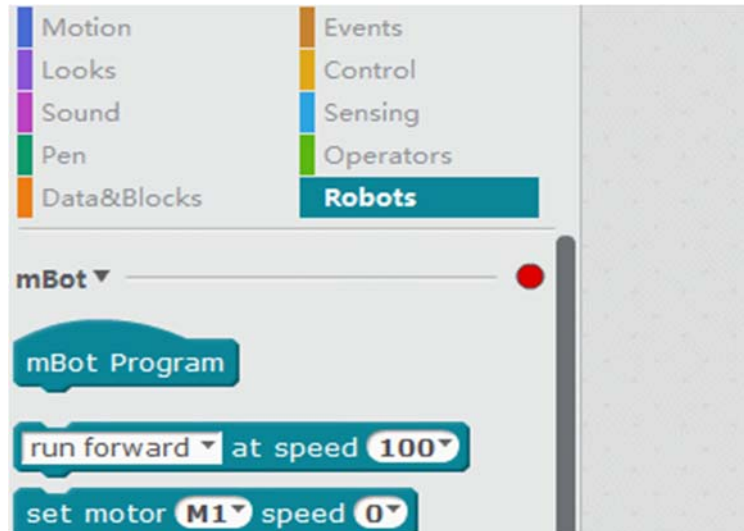 Motion Events
Looks Control
Sound Sensing
Pen Operators
Data&Blocks Robots
mBot
mBot Program
run forward at speed 100
set motor M1 speed 0